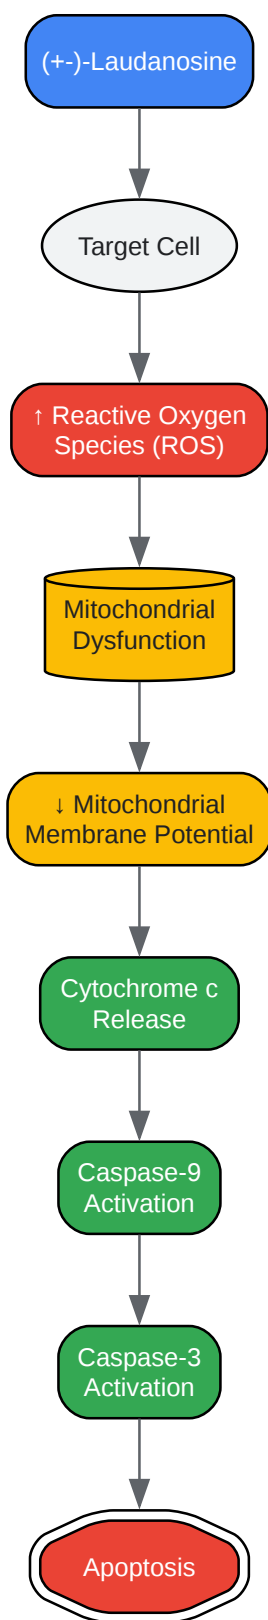 (+-)-Laudanosine
Target Cell
↑ Reactive Oxygen
Species (ROS)
Mitochondrial
Dysfunction
↓ Mitochondrial
Membrane Potential
Cytochrome c
Release
Caspase-9
Activation
Caspase-3
Activation
Apoptosis